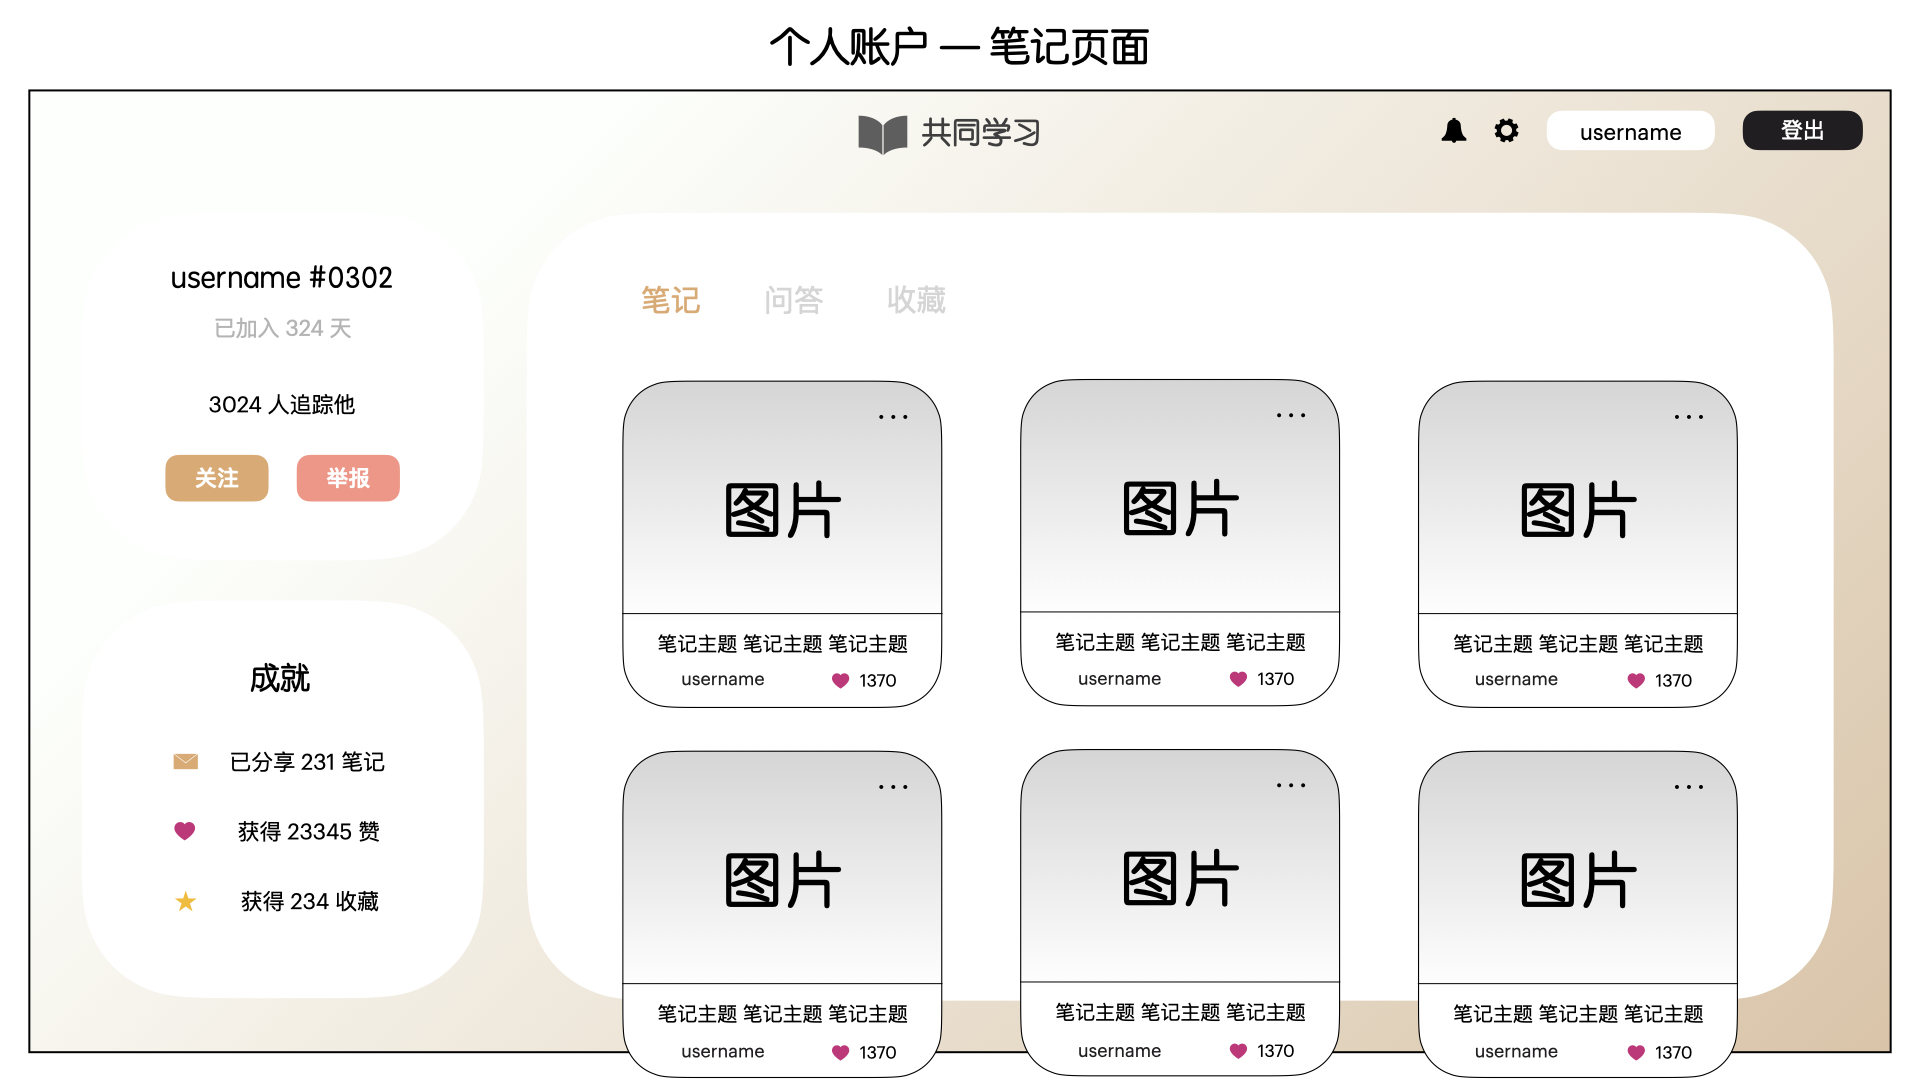 个人账户 — 笔记页面
共同学习
username
登出
username #0302
已加入 324 天
3024 人追踪他
关注
举报
成就
已分享 231 笔记
获得 23345 赞
获得 234 收藏
笔记
问答
收藏
图片
笔记主题 笔记主题 笔记主题
username
1370
图片
笔记主题 笔记主题 笔记主题
username
1370
图片
笔记主题 笔记主题 笔记主题
username
1370
图片
笔记主题 笔记主题 笔记主题
username
1370
图片
笔记主题 笔记主题 笔记主题
username
1370
图片
笔记主题 笔记主题 笔记主题
username
1370